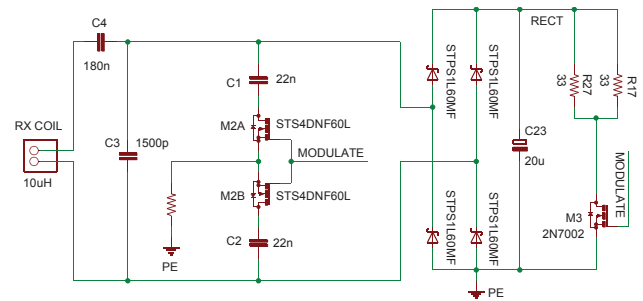 C4
180n
RX COIL
10uH
C3
1500p
C1
22n
M2A
STS4DNF60L
MODULATE
M2B
STS4DNF60L
C2
22n
PE
STPS1L60MF
STPS1L60MF
STPS1L60MF
STPS1L60MF
RECT
C23
20u
R27
33
R17
33
M3
2N7002
MODULATE
PE